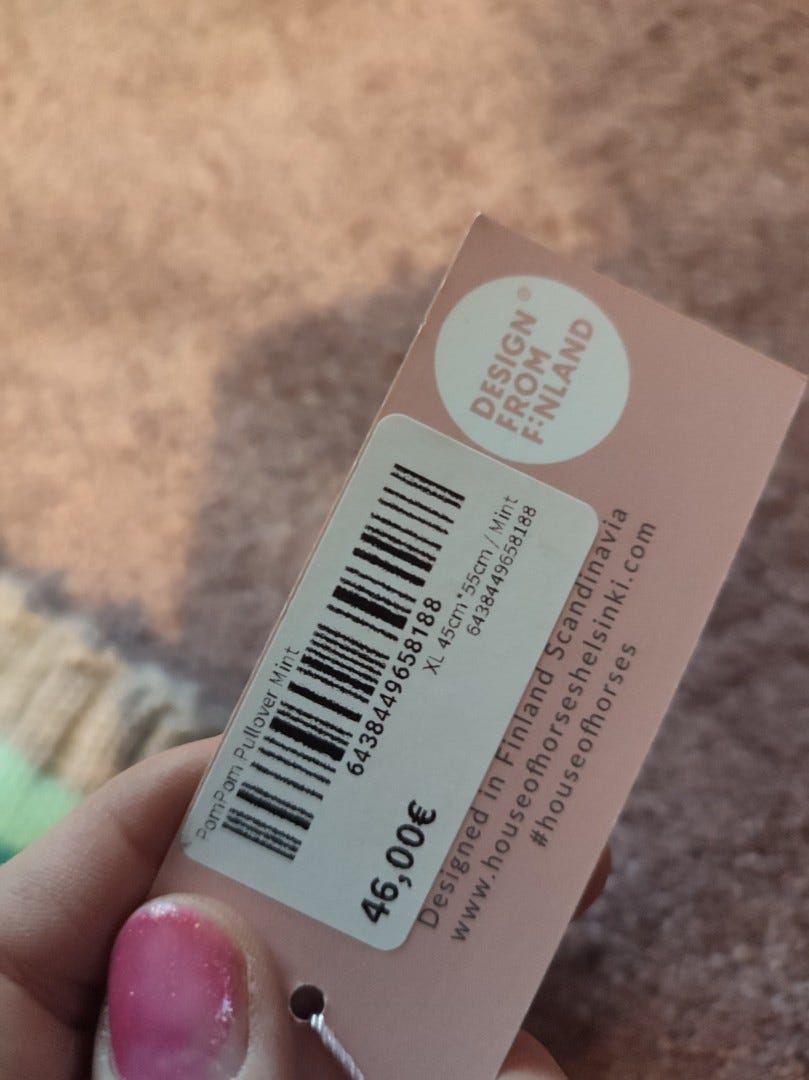 DESIGN®
FROM
FINLAND
PomPom Pullover Mint
6438449658188
XL 45cm*55cm / Mint
6438449658188
46,00€
Designed in Finland Scandinavia
www.houseofhorseshelsinki.com
#houseofhorses